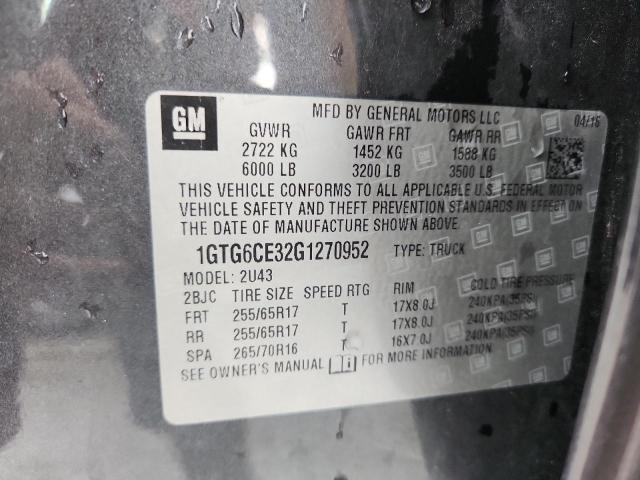 GM
MFD BY GENERAL MOTORS LLC
04/16
GVWR GAWR FRT GAWR RR
2722 KG 1452 KG 1588 KG
6000 LB 3200 LB 3500 LB
THIS VEHICLE CONFORMS TO ALL APPLICABLE U.S. FEDERAL MOTOR
VEHICLE SAFETY AND THEFT PREVENTION STANDARDS IN EFFECT ON
THE DATE OF MANUFACTURE SHOWN ABOVE.
1GTG6CE32G1270952 TYPE: TRUCK
MODEL: 2U43
2BJC TIRE SIZE SPEED RTG RIM COLD TIRE PRESSURE
FRT 255/65R17 T 17X8.0J 240KPA(35PSI)
RR 255/65R17 T 17X8.0J 240KPA(35PSI)
SPA 265/70R16 T 16X7.0J 240KPA(35PSI)
SEE OWNER'S MANUAL FOR MORE INFORMATION.